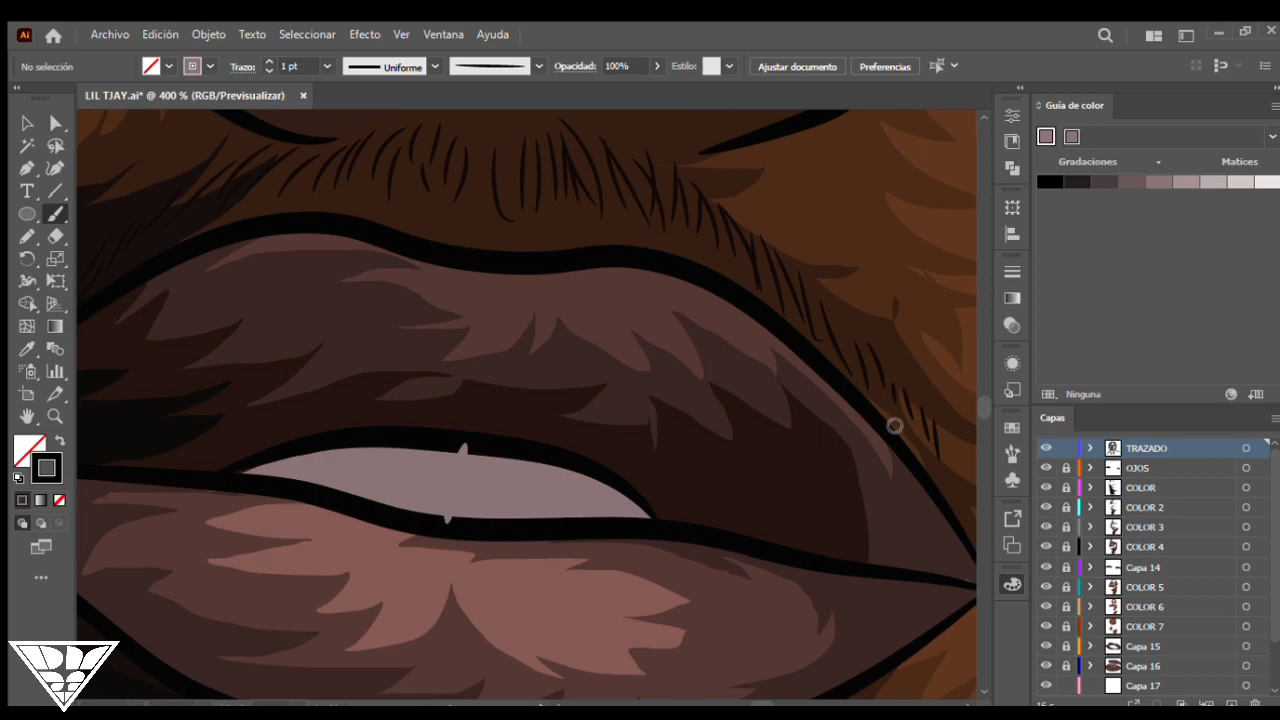 Ai
Archivo Edición Objeto Texto Seleccionar Efecto Ver Ventana Ayuda
No selección Trazo: 1 pt Uniforme Opacidad: 100% Estilo: Ajustar documento Preferencias
LIL TJAY.ai* @ 400 % (RGB/Previsualizar)
Guía de color
Gradaciones Matices
Ninguna
Capas
TRAZADO
OJOS
COLOR
COLOR 2
COLOR 3
COLOR 4
Capa 14
COLOR 5
COLOR 6
COLOR 7
Capa 15
Capa 16
Capa 17